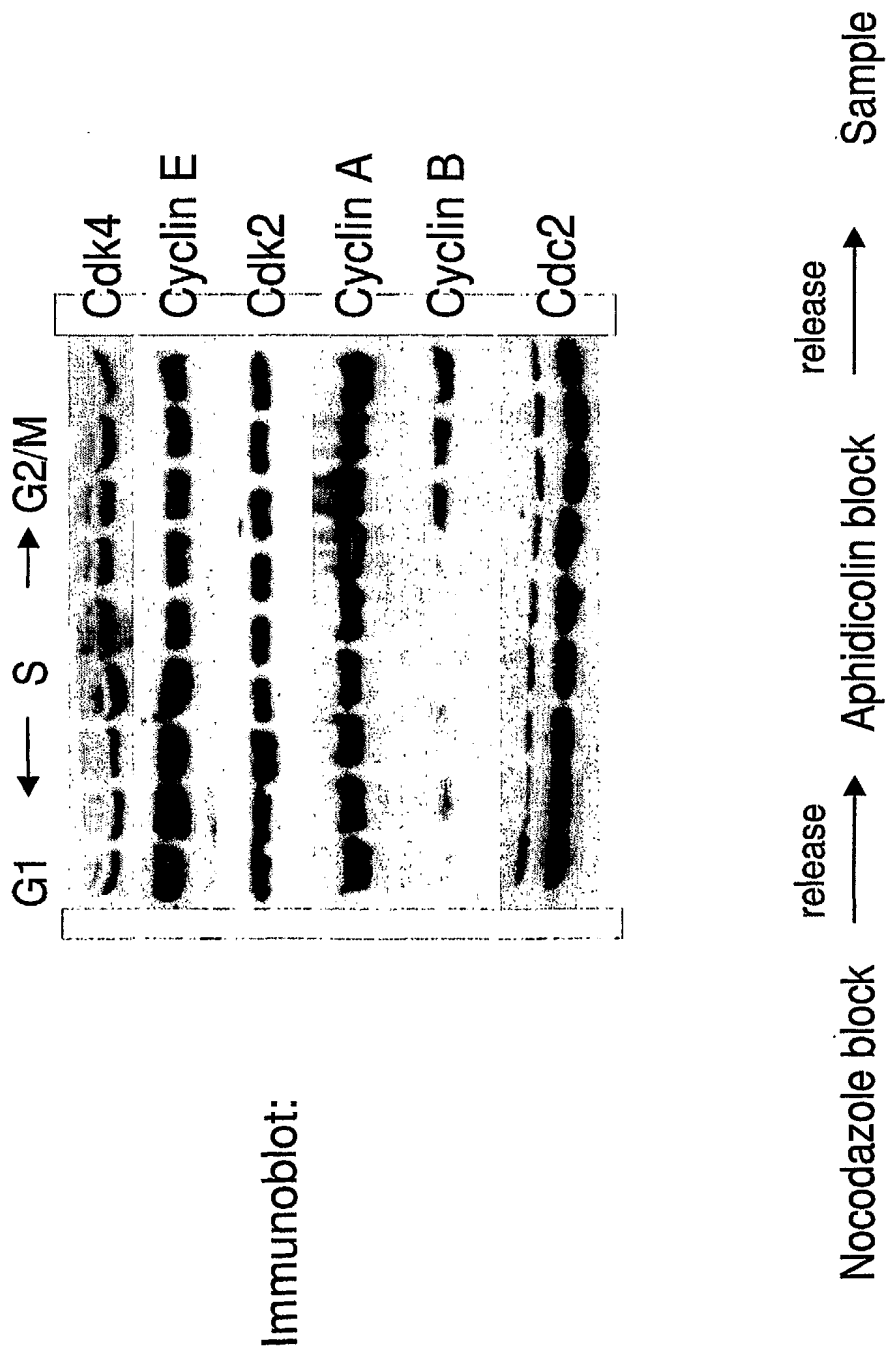 G1 ← S → G2/M
Cdk4
Cyclin E
Cdk2
Cyclin A
Cyclin B
Cdc2
Immunoblot:
Nocodazole block → release Aphidicolin block → release Sample